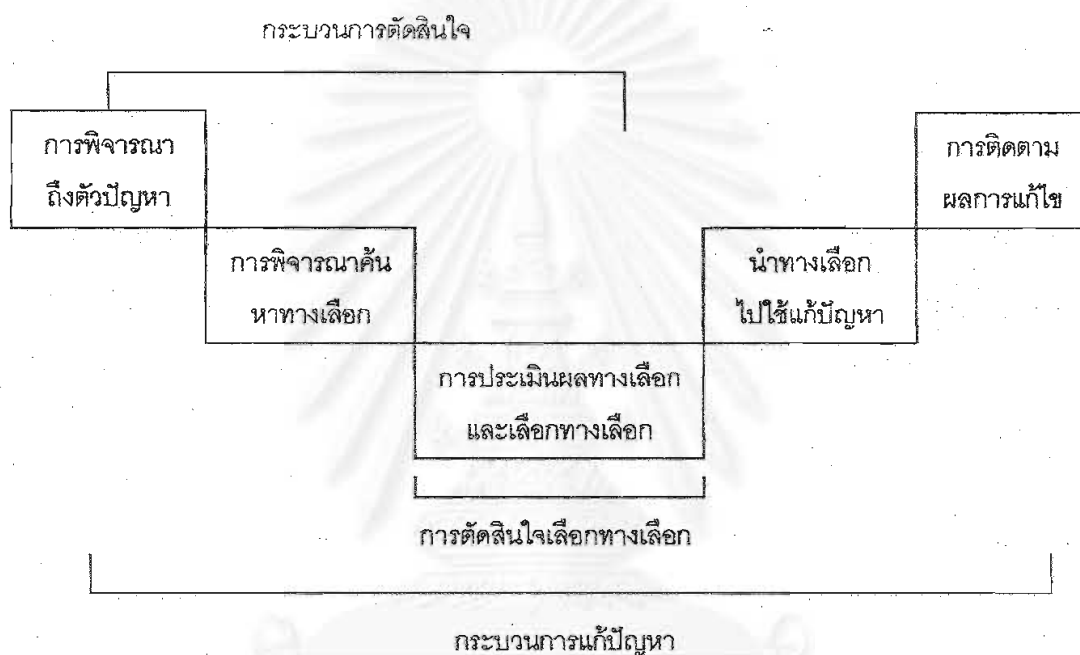 กระบวนการตัดสินใจ
การพิจารณา
ถึงตัวปัญหา
การพิจารณาค้น
หาทางเลือก
การประเมินผลทางเลือก
และเลือกทางเลือก
นำทางเลือก
ไปใช้แก้ปัญหา
การติดตาม
ผลการแก้ไข
การตัดสินใจเลือกทางเลือก
กระบวนการแก้ปัญหา